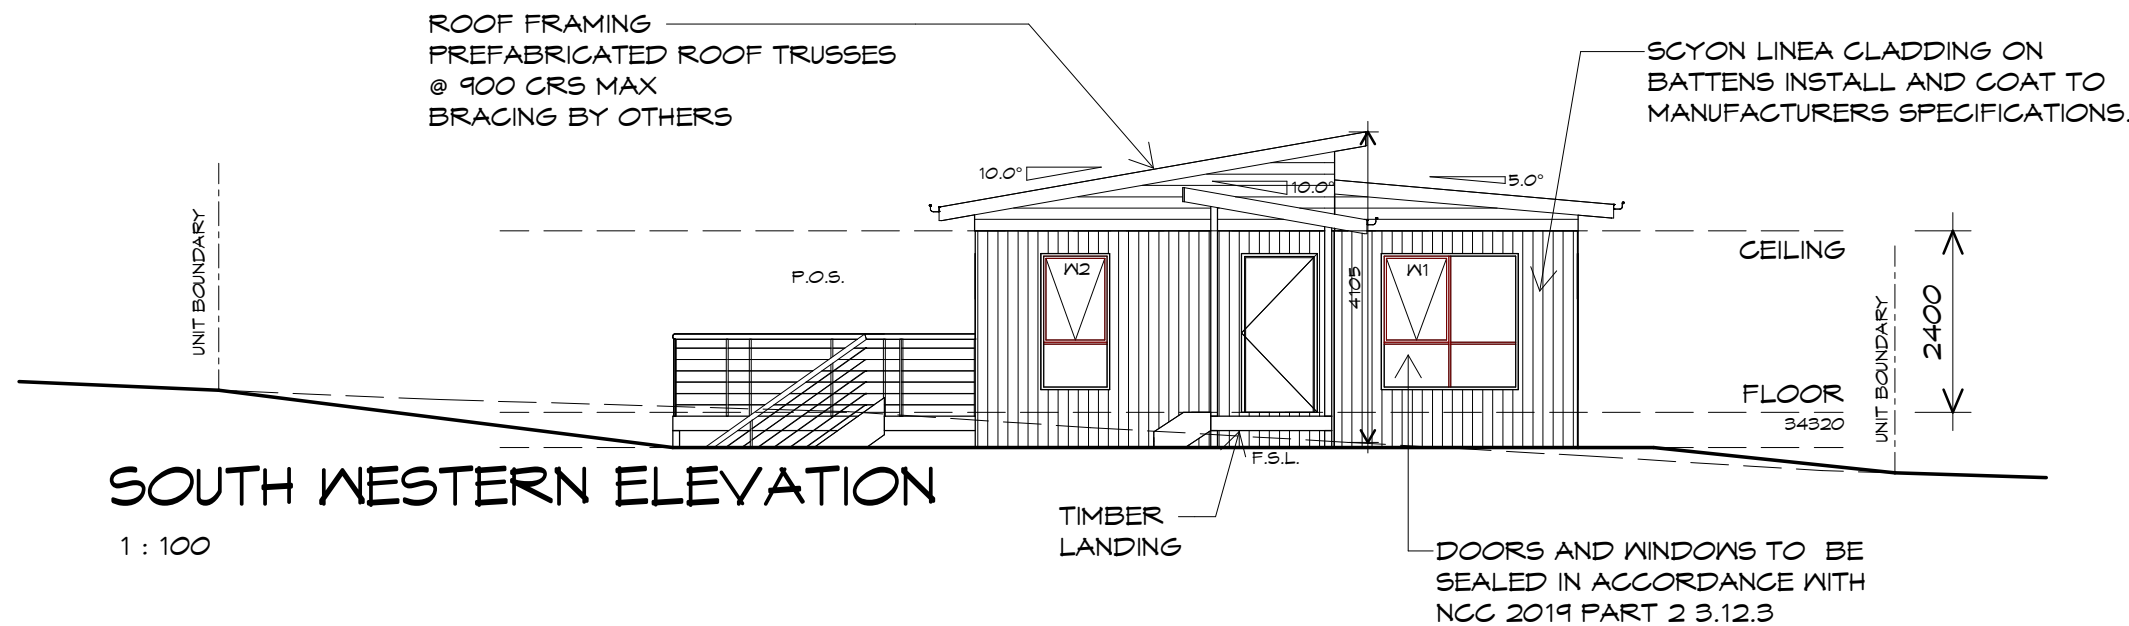 ROOF FRAMING
PREFABRICATED ROOF TRUSSES
@ 900 CRS MAX
BRACING BY OTHERS
SCYON LINEA CLADDING ON
BATTENS INSTALL AND COAT TO
MANUFACTURERS SPECIFICATIONS.
10.0°
10.0°
5.0°
UNIT BOUNDARY
P.O.S.
W2
4105
W1
CEILING
2400
FLOOR
34320
UNIT BOUNDARY
F.S.L.
SOUTH WESTERN ELEVATION
1 : 100
TIMBER
LANDING
DOORS AND WINDOWS TO BE
SEALED IN ACCORDANCE WITH
NCC 2019 PART 2 3.12.3